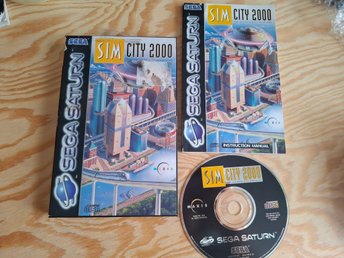 SEGA
SIM CITY 2000
SEGA SATURN
MAXIS
SEGA
SIM CITY 2000
SEGA SATURN
INSTRUCTION MANUAL
SIM CITY 2000
MAXIS
SEGA SATURN
SEGA